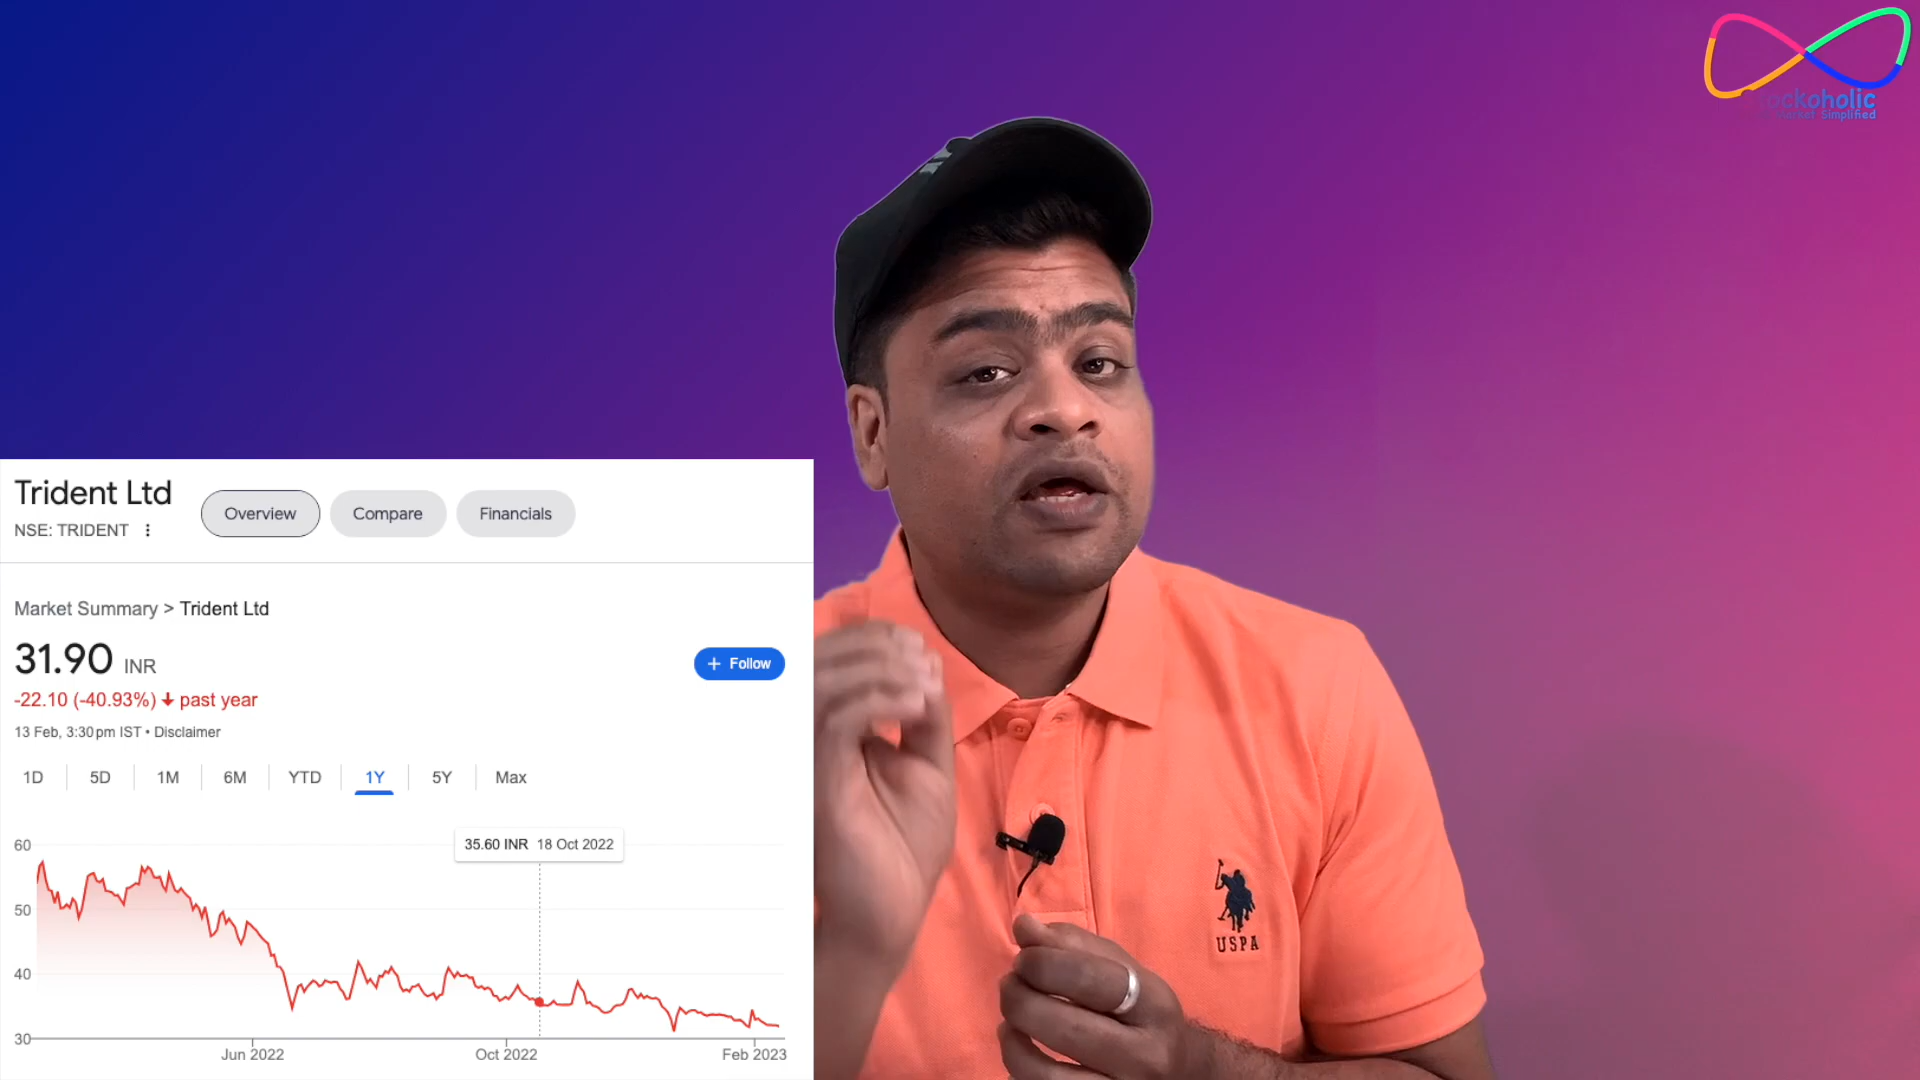 Trident Ltd
NSE: TRIDENT
Overview
Compare
Financials
Market Summary > Trident Ltd
31.90 INR
+ Follow
-22.10 (-40.93%) ↓ past year
13 Feb, 3:30 pm IST • Disclaimer
1D 5D 1M 6M YTD 1Y 5Y Max
35.60 INR 18 Oct 2022
60
50
40
30
Jun 2022 Oct 2022 Feb 2023
USPA
Simplified